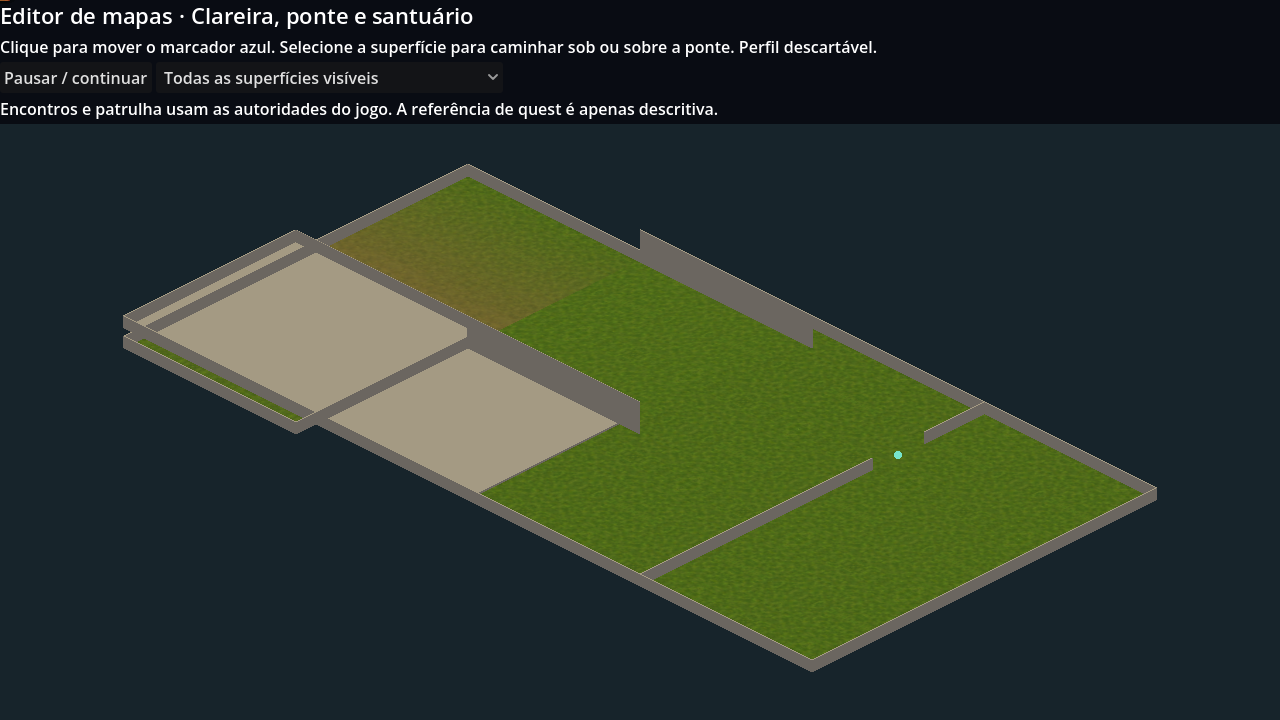 Editor de mapas · Clareira, ponte e santuário
Clique para mover o marcador azul. Selecione a superfície para caminhar sob ou sobre a ponte. Perfil descartável.
Pausar / continuar
Todas as superfícies visíveis
Encontros e patrulha usam as autoridades do jogo. A referência de quest é apenas descritiva.